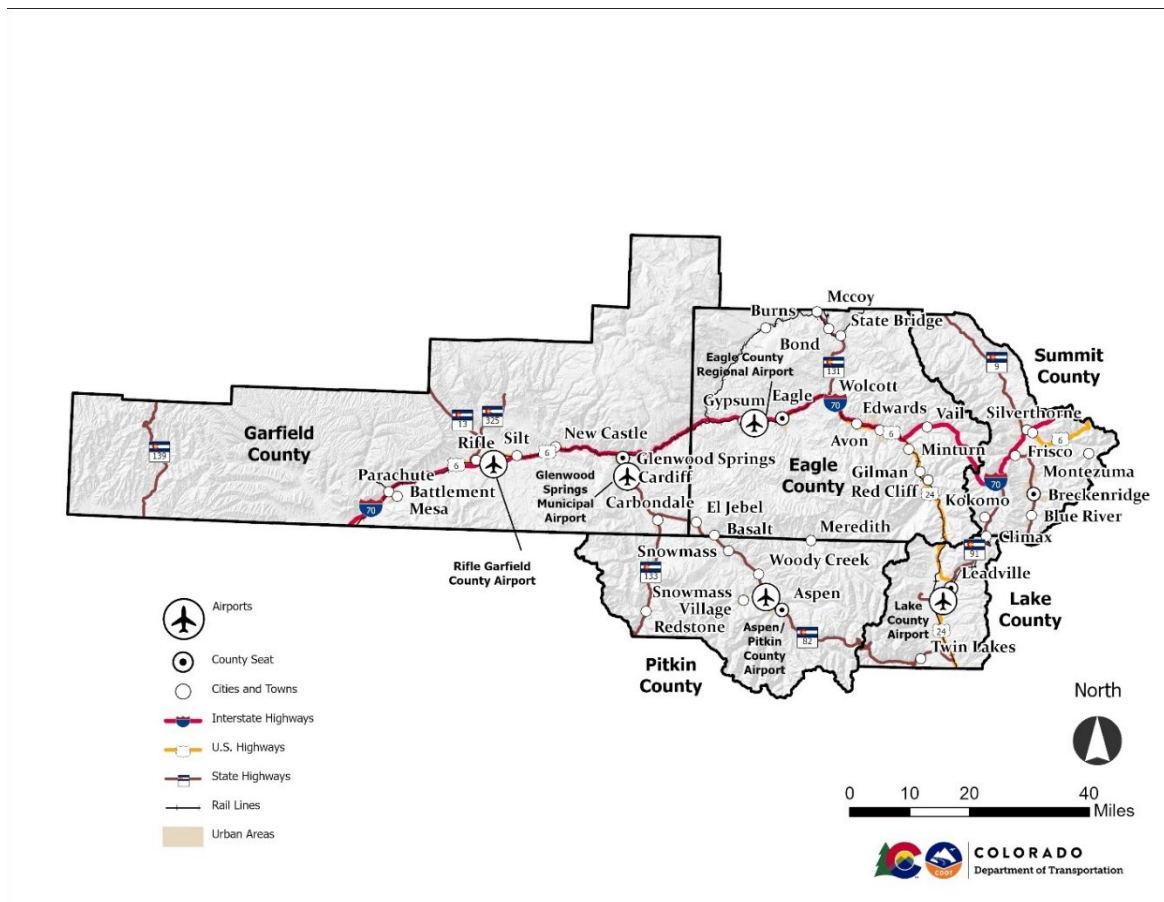 Mccoy
Burns
State Bridge
Bond
Eagle County
Regional Airport
131
9
Summit
County
Wolcott
Gypsum
Eagle
70
Edwards
Vail
Silverthorne
6
6
13
325
139
Garfield
County
Rifle
Silt
New Castle
6
6
Avon
Minturn
Frisco
Glenwood Springs
Eagle
County
Gilman
Montezuma
Parachute
Battlement
Mesa
70
Glenwood
Springs
Municipal
Airport
Cardiff
Red Cliff
24
70
Kokomo
Breckenridge
Carbondale
El Jebel
Blue River
Basalt
Meredith
Climax
91
Snowmass
Woody Creek
133
Rifle Garfield
County Airport
Leadville
Snowmass
Village
Aspen
Redstone
Lake
County
Airport
Lake
County
24
Aspen/
Pitkin
County
Airport
82
Twin Lakes
Pitkin
County
Airports
County Seat
Cities and Towns
Interstate Highways
U.S. Highways
State Highways
Rail Lines
Urban Areas
North
0 10 20 40
Miles
CDOT
COLORADO
Department of Transportation